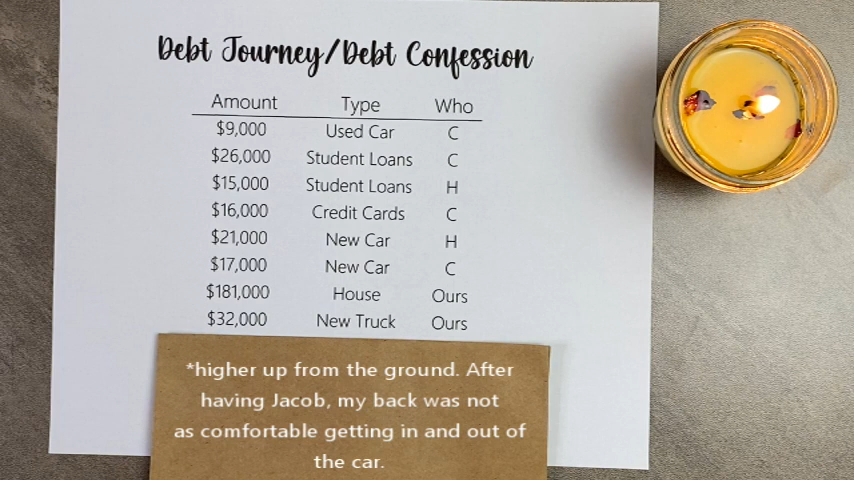 Debt Journey/Debt Confession
Amount Type Who
$9,000 Used Car C
$26,000 Student Loans C
$15,000 Student Loans H
$16,000 Credit Cards C
$21,000 New Car H
$17,000 New Car C
$181,000 House Ours
$32,000 New Truck Ours
*higher up from the ground. After
having Jacob, my back was not
as comfortable getting in and out of
the car.